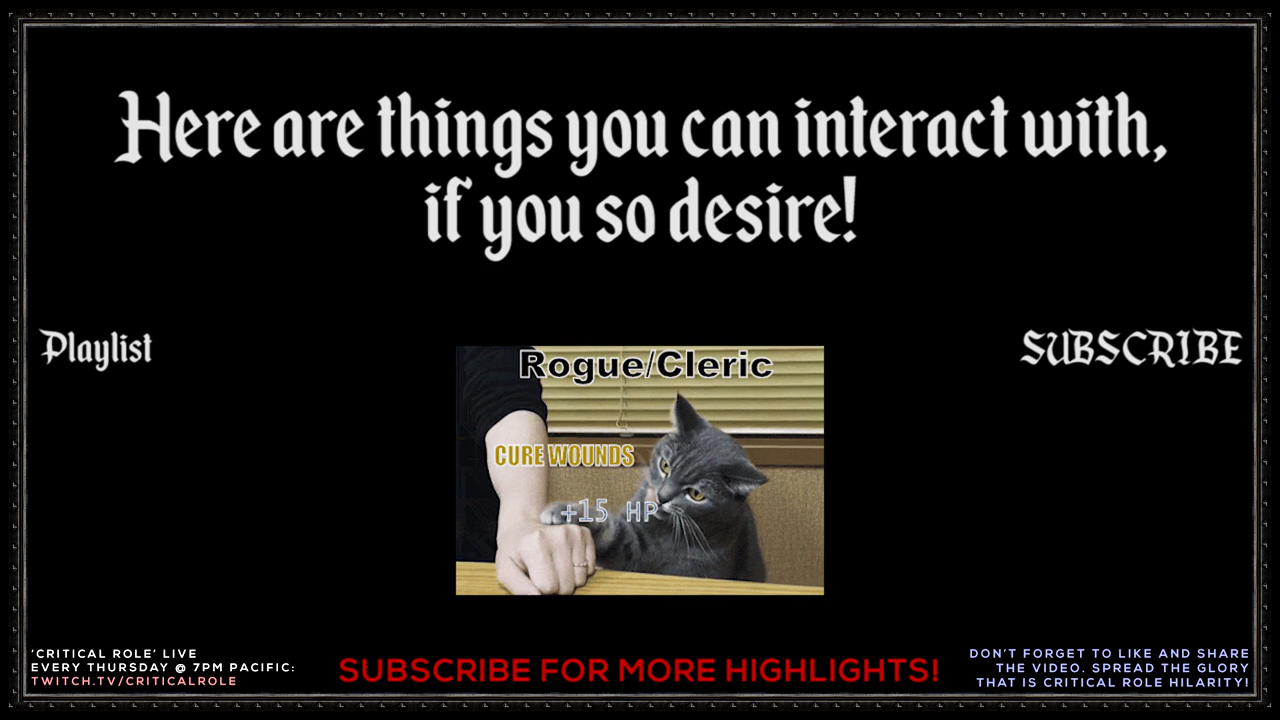 Here are things you can interact with,
if you so desire!
Playlist
SUBSCRIBE
Rogue/Cleric
CURE WOUNDS
+15 HP
'CRITICAL ROLE' LIVE
EVERY THURSDAY @ 7PM PACIFIC:
TWITCH.TV/CRITICALROLE
SUBSCRIBE FOR MORE HIGHLIGHTS!
DON'T FORGET TO LIKE AND SHARE
THE VIDEO. SPREAD THE GLORY
THAT IS CRITICAL ROLE HILARITY!